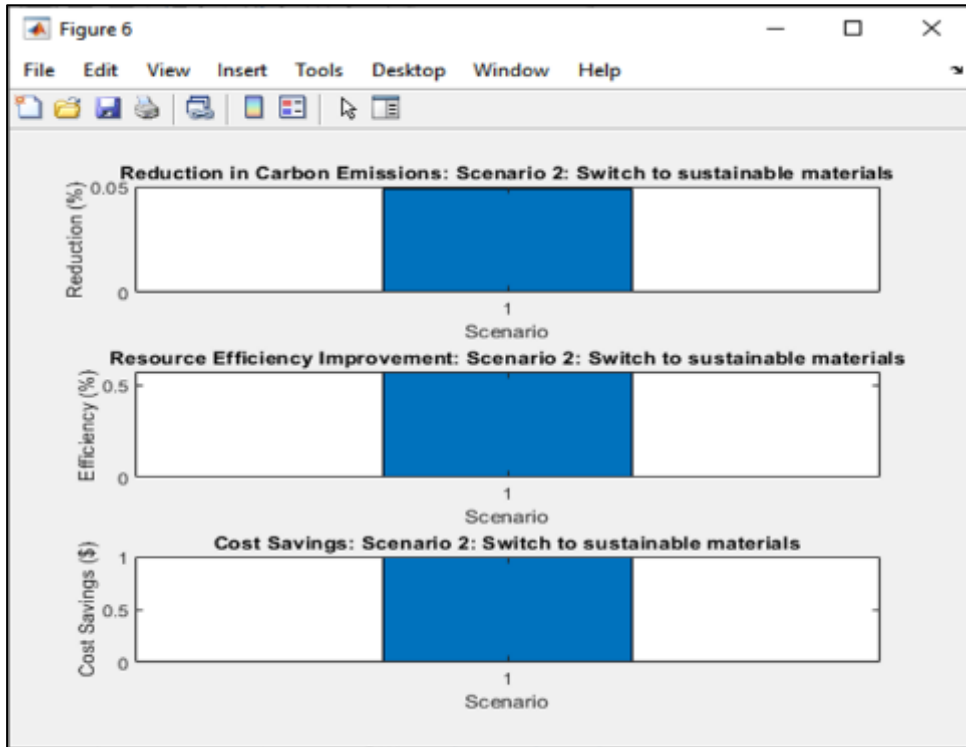 Figure 6
File Edit View Insert Tools Desktop Window Help
Reduction in Carbon Emissions: Scenario 2: Switch to sustainable materials
Reduction (%)
0.05
0
1
Scenario
Resource Efficiency Improvement: Scenario 2: Switch to sustainable materials
Efficiency (%)
0.5
0
1
Scenario
Cost Savings: Scenario 2: Switch to sustainable materials
Cost Savings ($)
1
0.5
0
1
Scenario